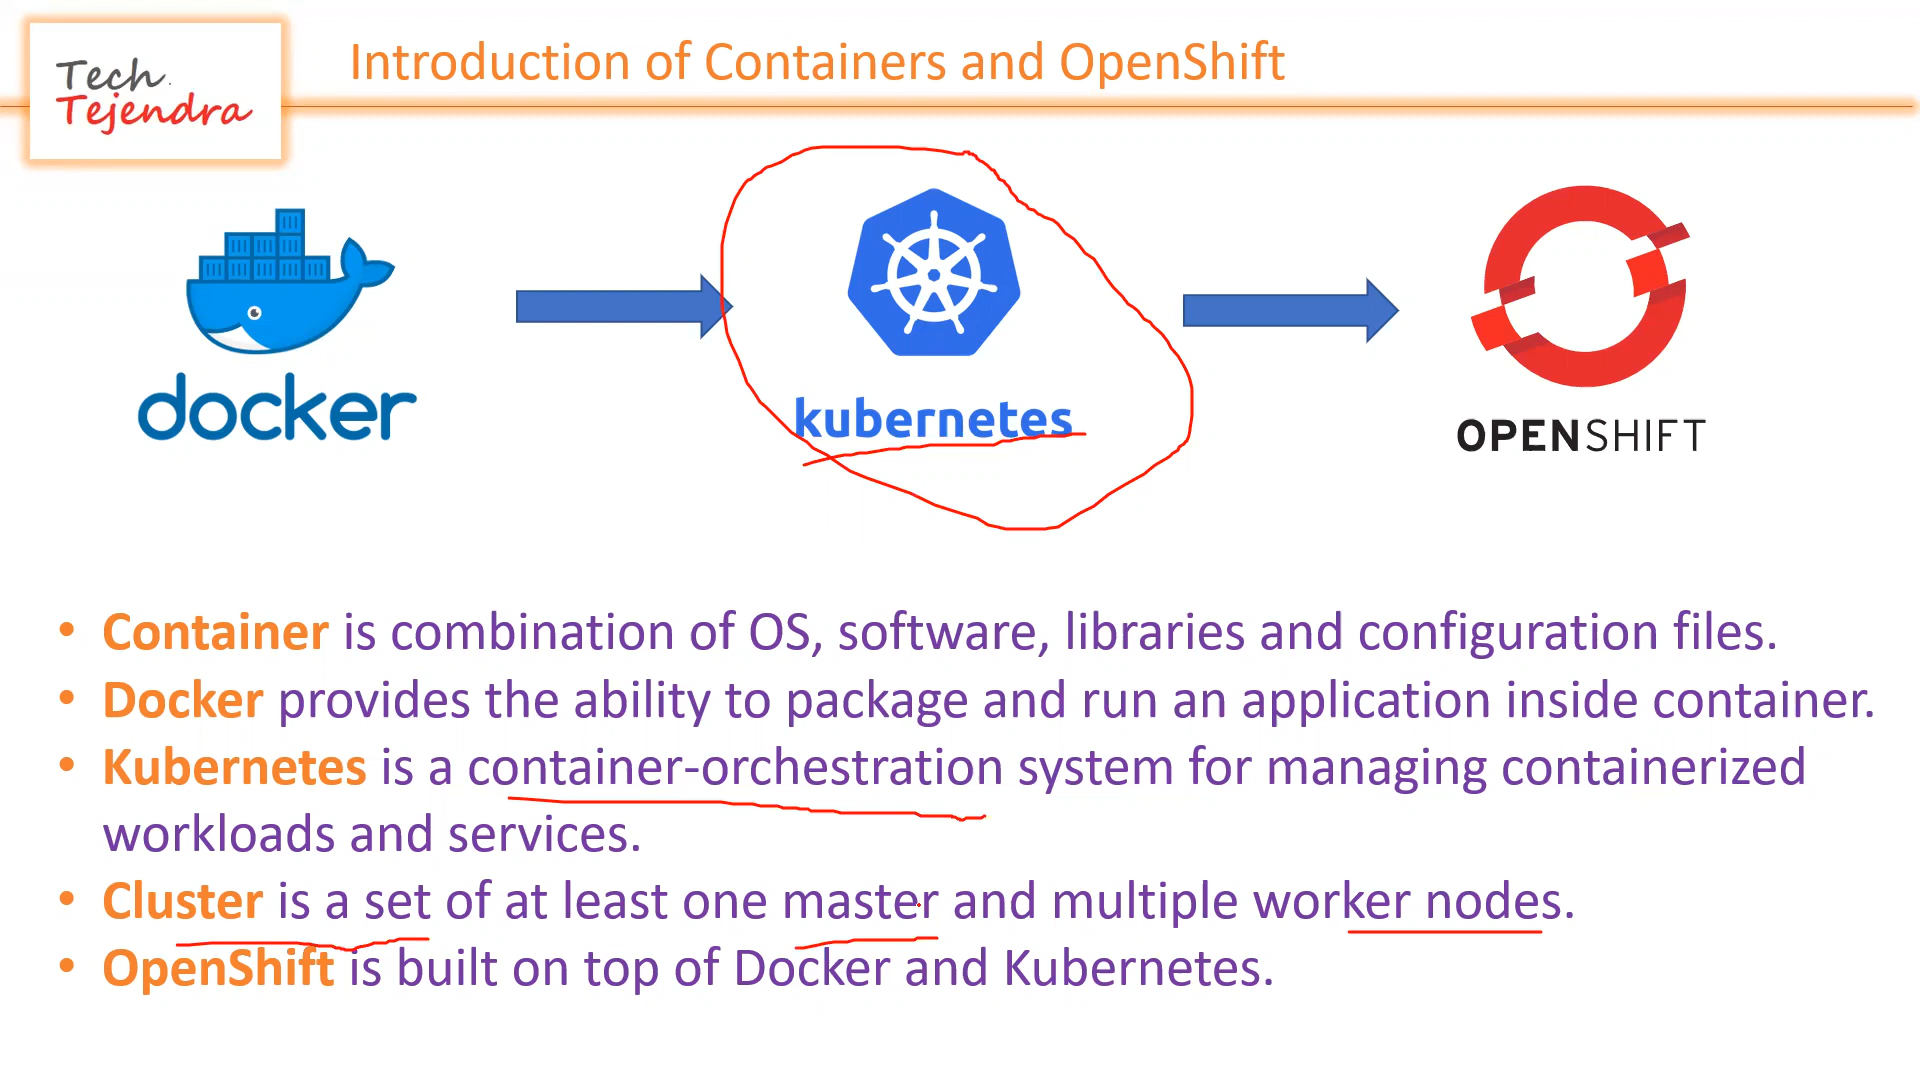 Tech
Tejendra
Introduction of Containers and OpenShift
docker
kubernetes
OPENSHIFT
• Container is combination of OS, software, libraries and configuration files.
• Docker provides the ability to package and run an application inside container.
• Kubernetes is a container-orchestration system for managing containerized
workloads and services.
• Cluster is a set of at least one master and multiple worker nodes.
• OpenShift is built on top of Docker and Kubernetes.